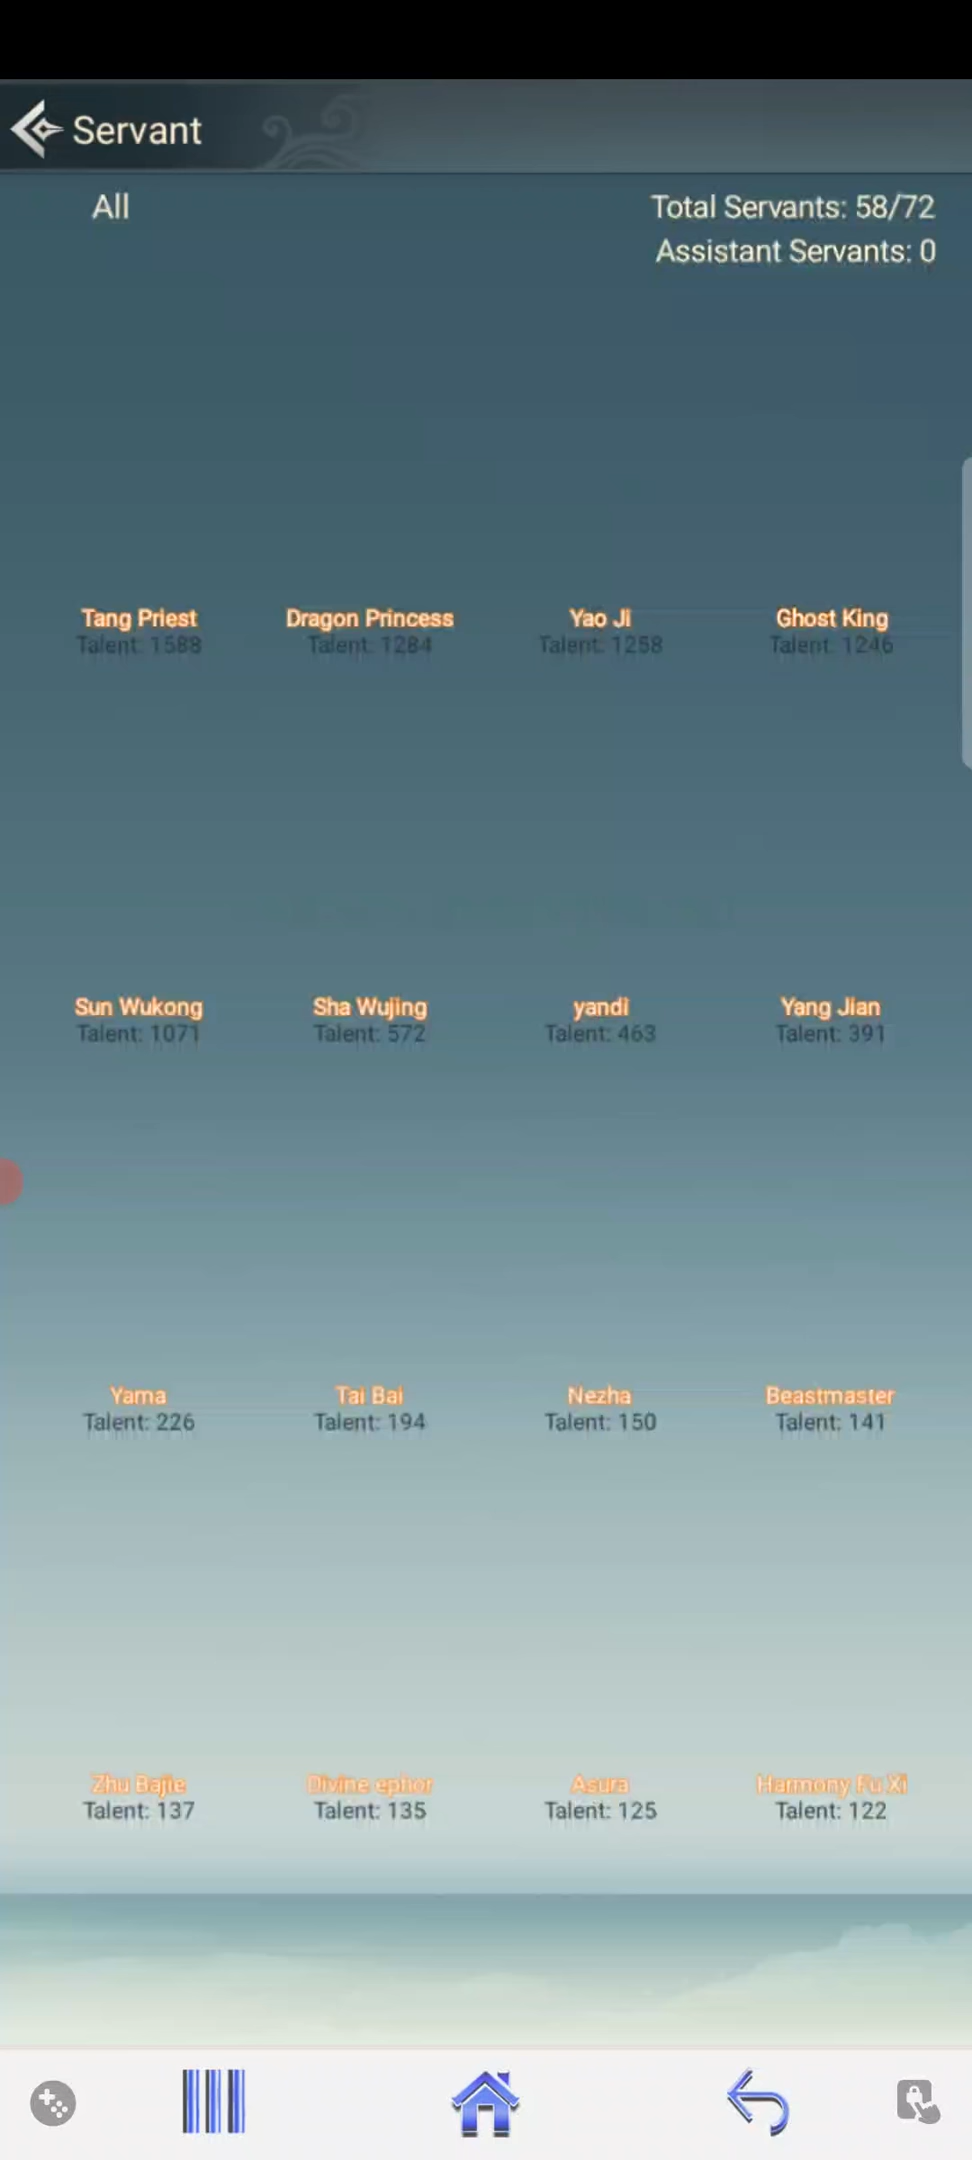 Servant
All
Total Servants: 58/72
Assistant Servants: 0
Tang Priest Dragon Princess Yao Ji Ghost King
Talent: 1588 Talent: 1284 Talent: 1258 Talent: 1246
Sun Wukong Sha Wujing yandi Yang Jian
Talent: 1071 Talent: 572 Talent: 463 Talent: 391
Yama Tai Bai Nezha Beastmaster
Talent: 226 Talent: 194 Talent: 150 Talent: 141
Zhu Bajie Divine ephor Asura Harmony Fu Xi
Talent: 137 Talent: 135 Talent: 125 Talent: 122